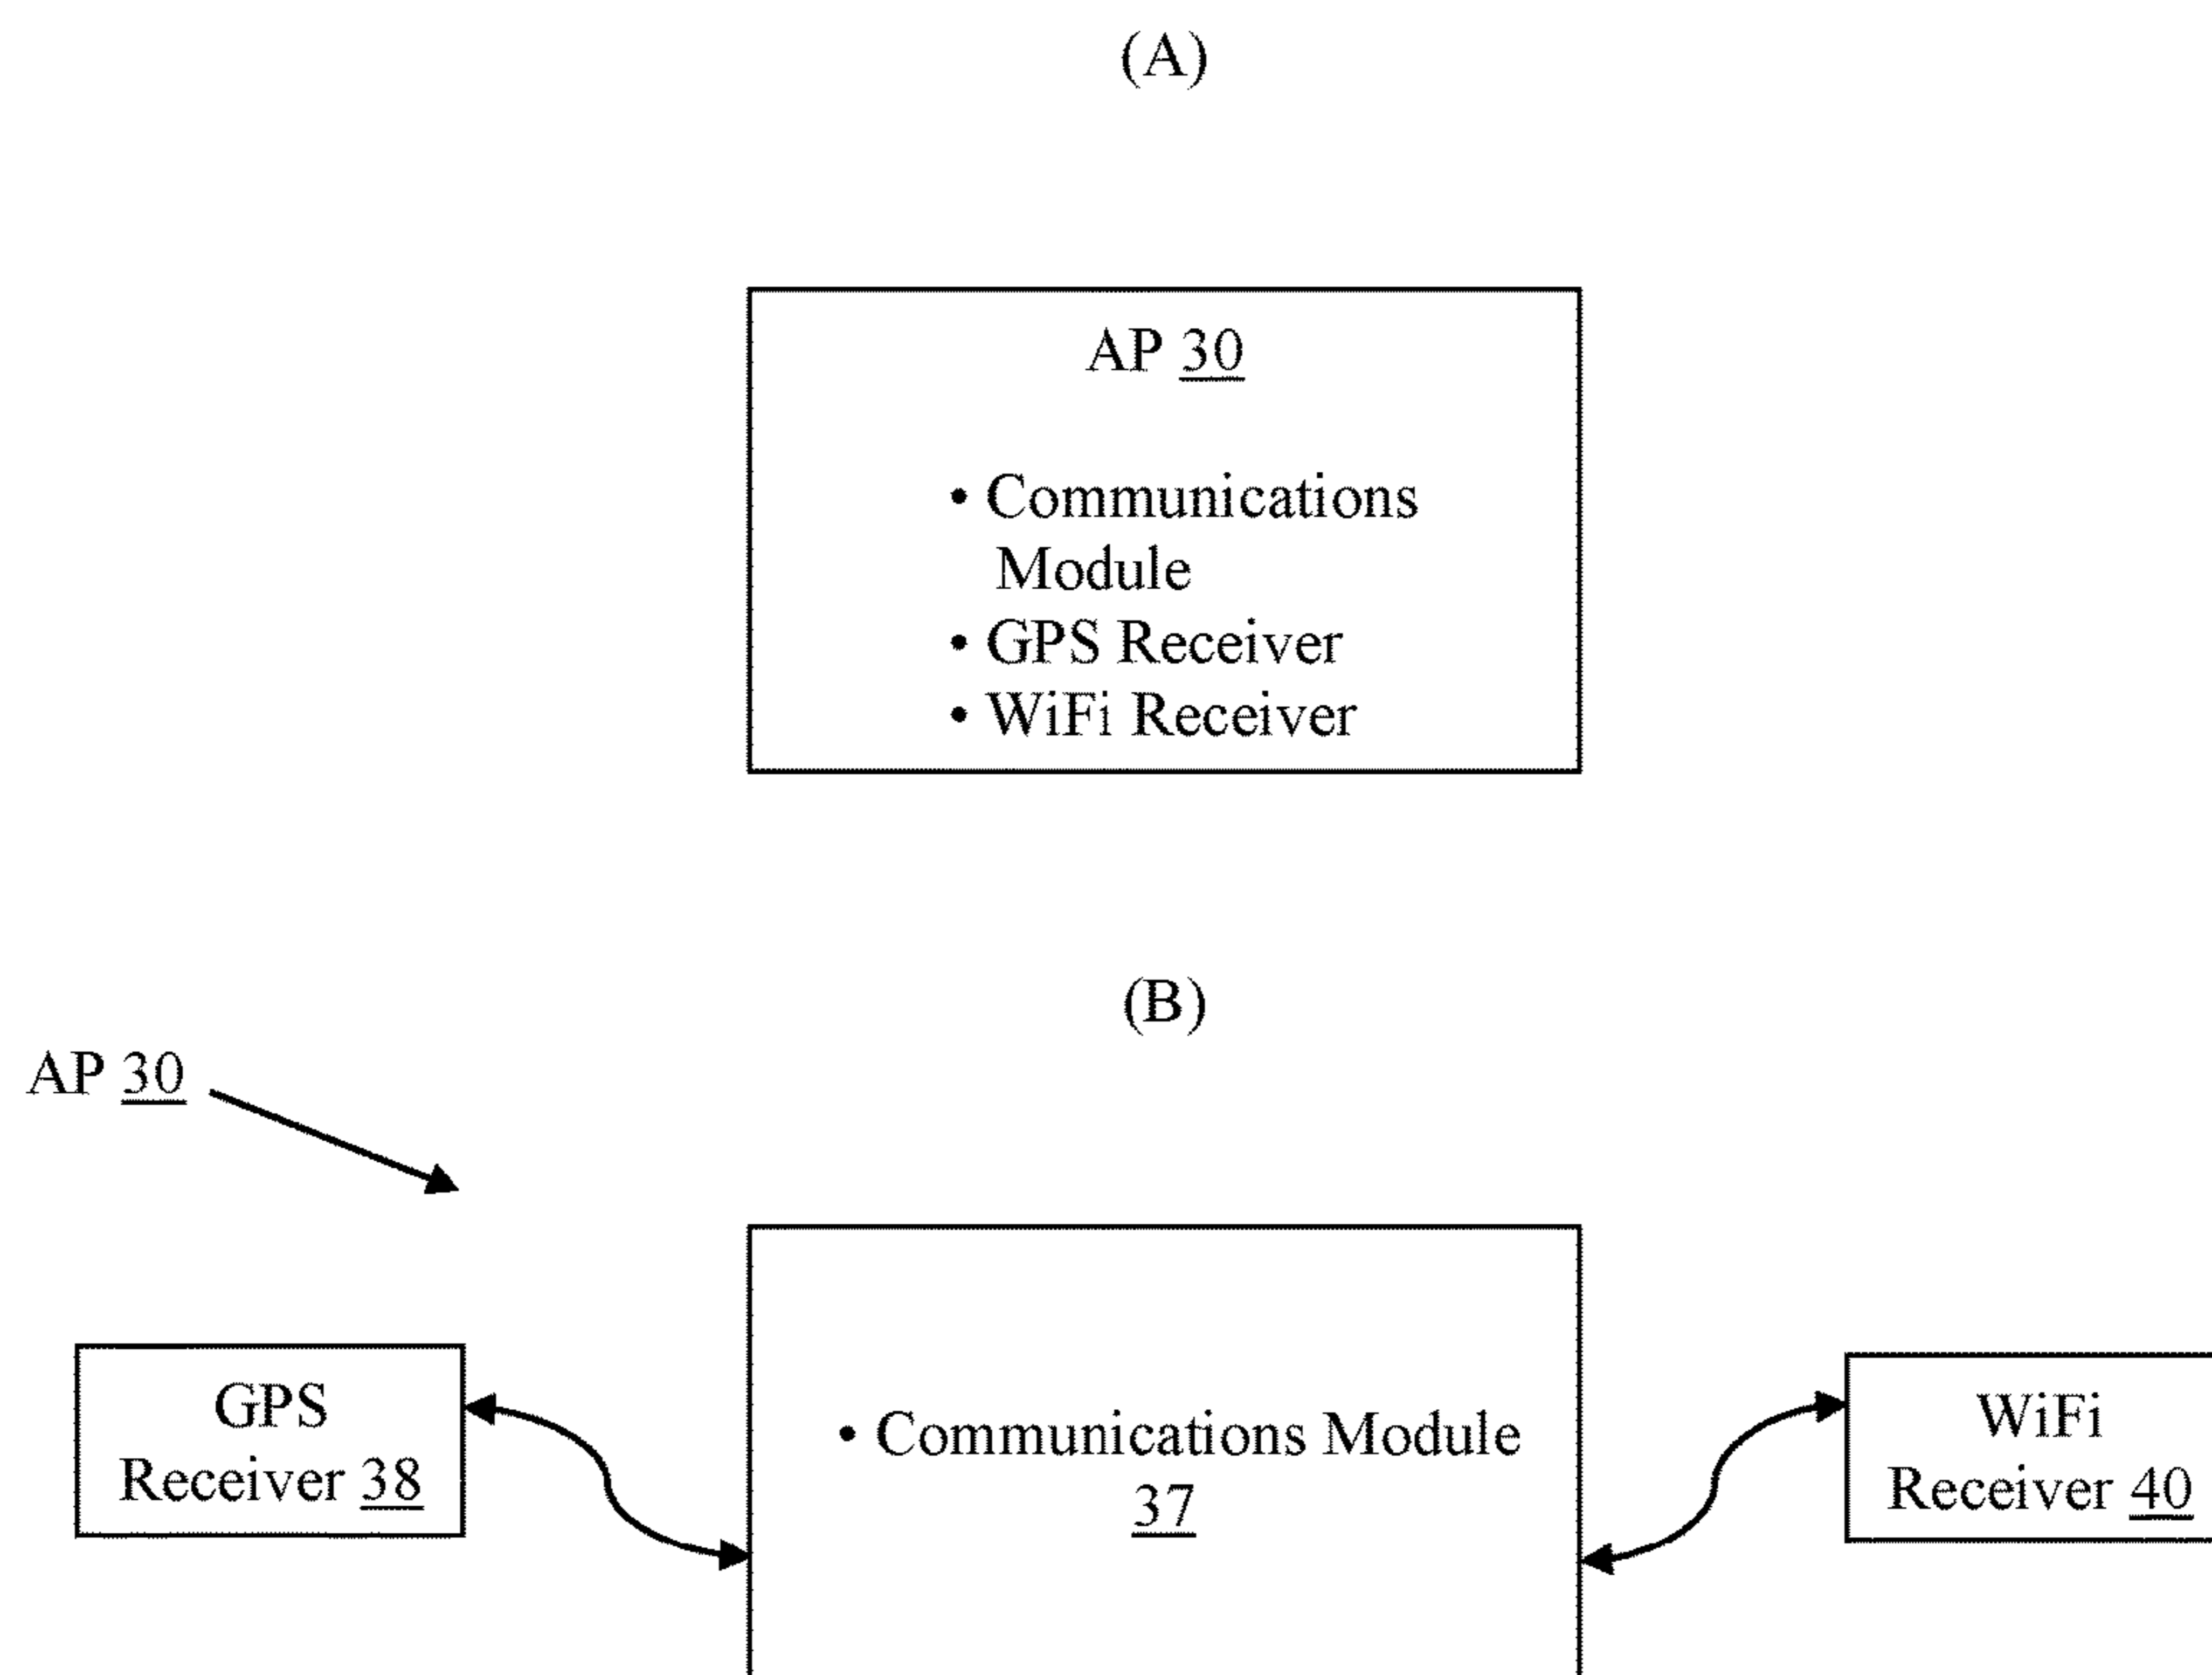 (A)
AP 30
• Communications
Module
• GPS Receiver
• WiFi Receiver
(B)
AP 30
GPS
Receiver 38
• Communications Module
37
WiFi
Receiver 40